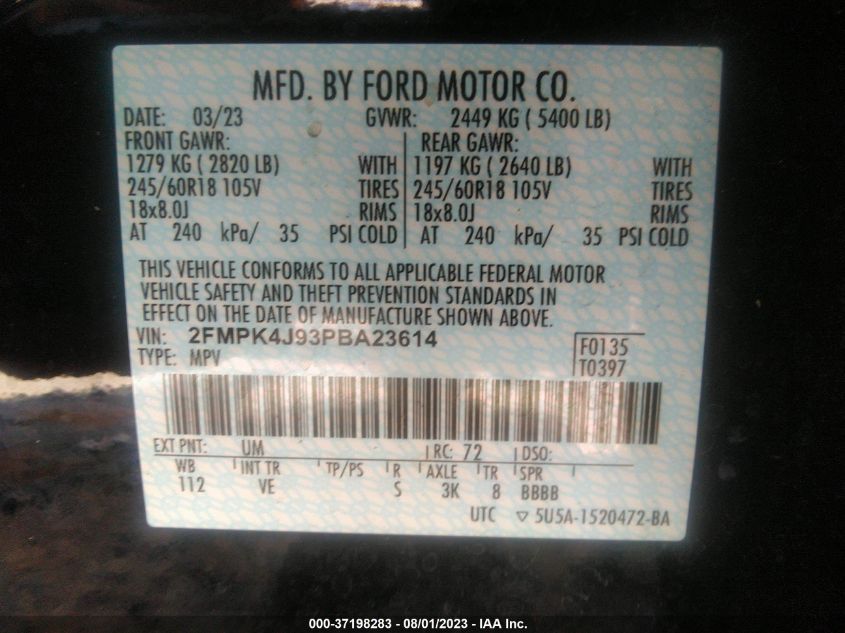 MFD. BY FORD MOTOR CO.
DATE: 03/23 GVWR: 2449 KG ( 5400 LB)
FRONT GAWR: REAR GAWR:
1279 KG ( 2820 LB) WITH 1197 KG ( 2640 LB) WITH
245/60R18 105V TIRES 245/60R18 105V TIRES
18x8.0J RIMS 18x8.0J RIMS
AT 240 kPa/ 35 PSI COLD AT 240 kPa/ 35 PSI COLD
THIS VEHICLE CONFORMS TO ALL APPLICABLE FEDERAL MOTOR
VEHICLE SAFETY AND THEFT PREVENTION STANDARDS IN
EFFECT ON THE DATE OF MANUFACTURE SHOWN ABOVE.
VIN: 2FMPK4J93PBA23614 F0135
TYPE: MPV T0397
EXT PNT: UM RC: 72 DSO:
WB INT TR TP/PS R AXLE TR SPR
112 VE S 3K 8 BBBB
UTC ▽ 5U5A-1520472-BA
000-37198283 - 08/01/2023 - IAA Inc.